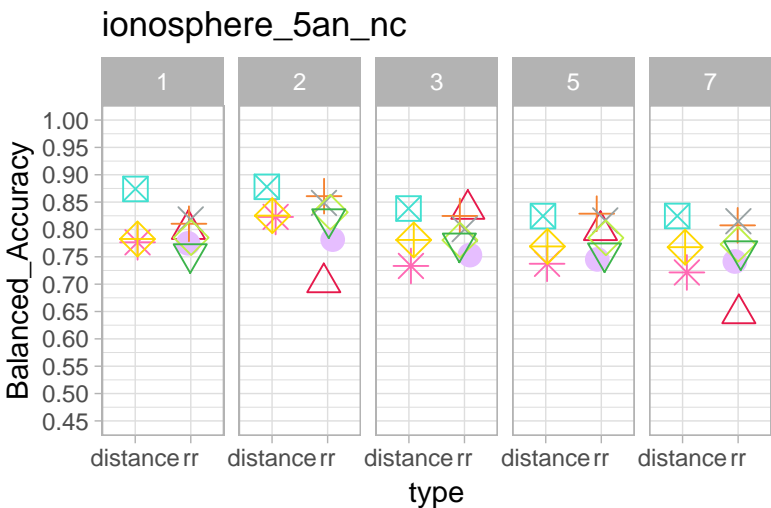 ionosphere_5an_nc
1 2 3 5 7
1.00
0.95
0.90
0.85
0.80
0.75
0.70
0.65
0.60
0.55
0.50
0.45
Balanced_Accuracy
distance rr distance rr distance rr distance rr distance rr
type